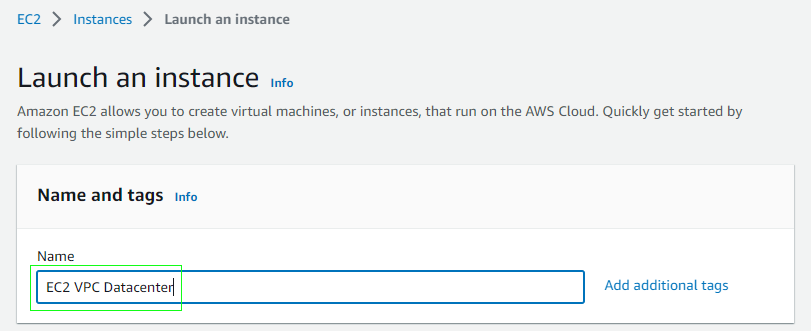 EC2 > Instances > Launch an instance
Launch an instance Info
Amazon EC2 allows you to create virtual machines, or instances, that run on the AWS Cloud. Quickly get started by
following the simple steps below.
Name and tags Info
Name
EC2 VPC Datacenter Add additional tags